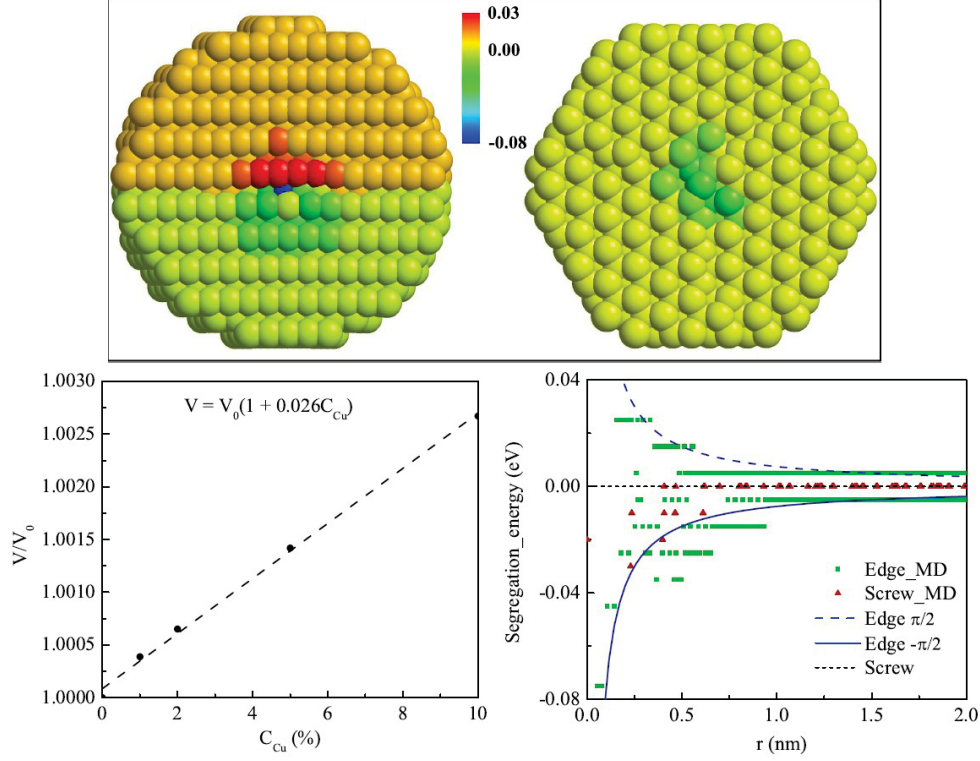 0.03
0.00
-0.08
1.0030
1.0025
1.0020
1.0015
1.0010
1.0005
1.0000
V/V0
V = V0(1 + 0.026CCu)
0 2 4 6 8 10
CCu (%)
0.04
0.00
-0.04
-0.08
Segregation_energy (eV)
Edge_MD
Screw_MD
Edge π/2
Edge -π/2
Screw
0.0 0.5 1.0 1.5 2.0
r (nm)